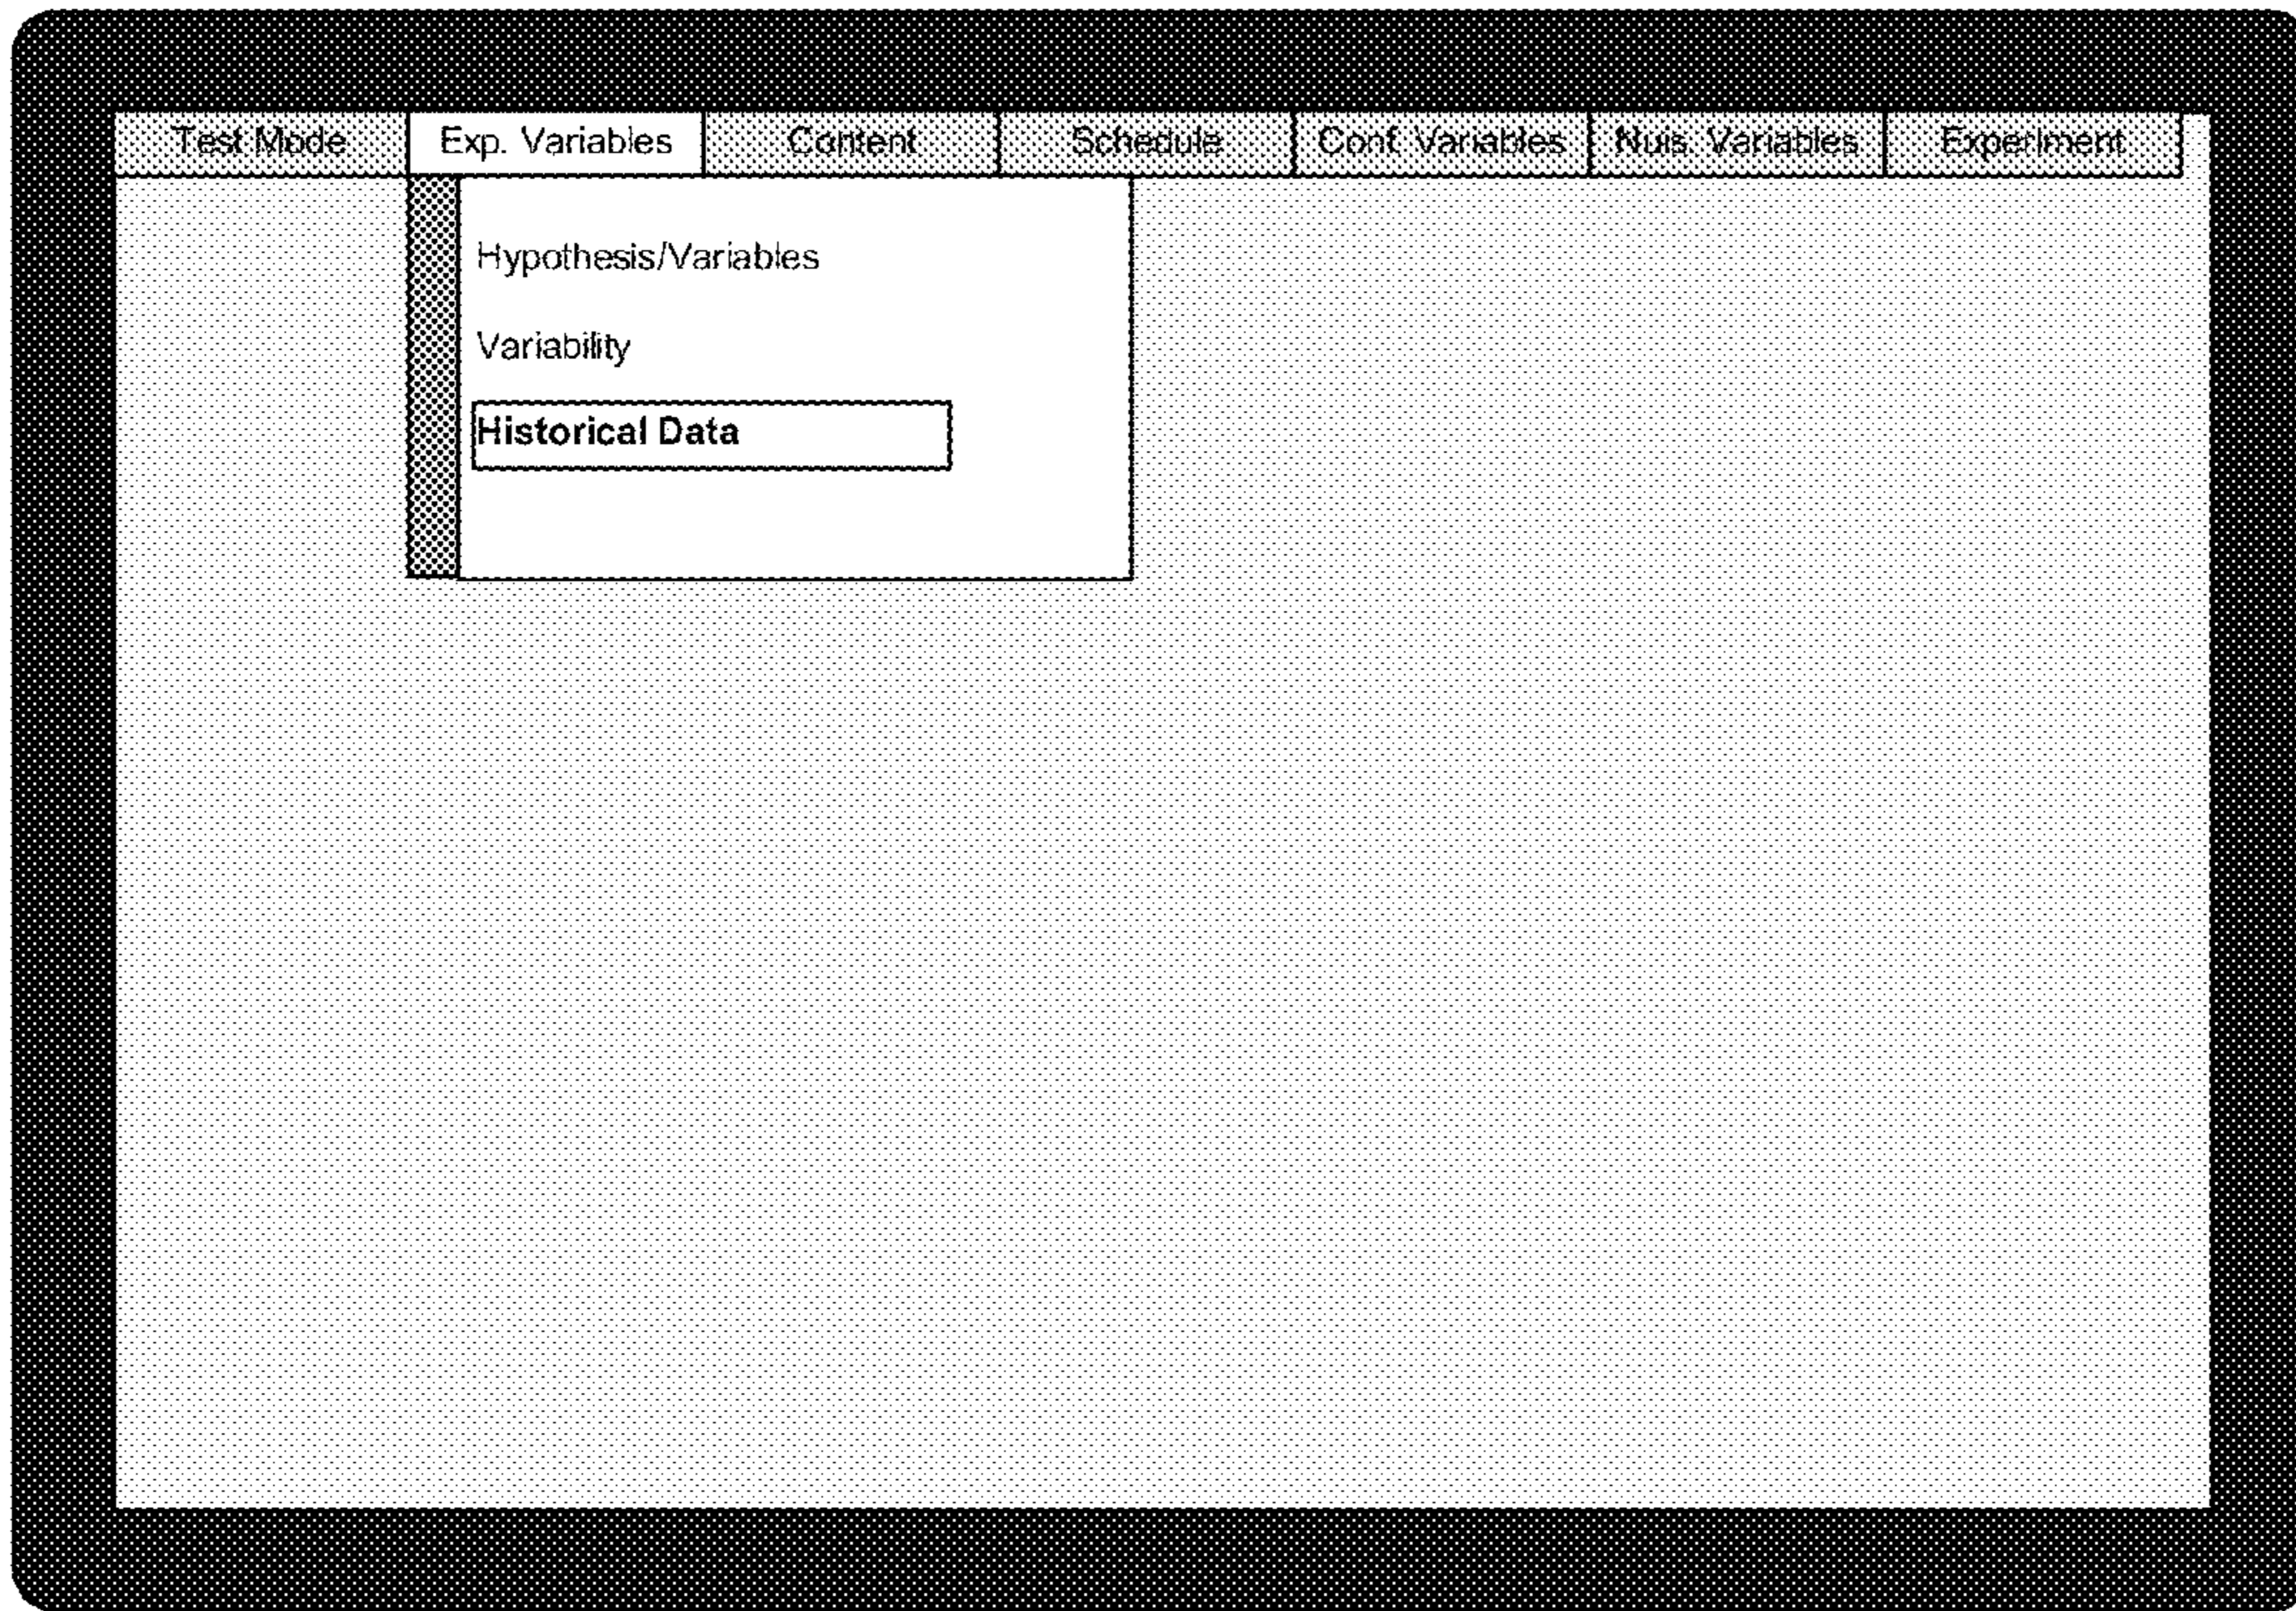 Test Mode Exp. Variables Content Schedule Conf. Variables Nuis. Variables Experiment
Hypothesis/Variables
Variability
Historical Data